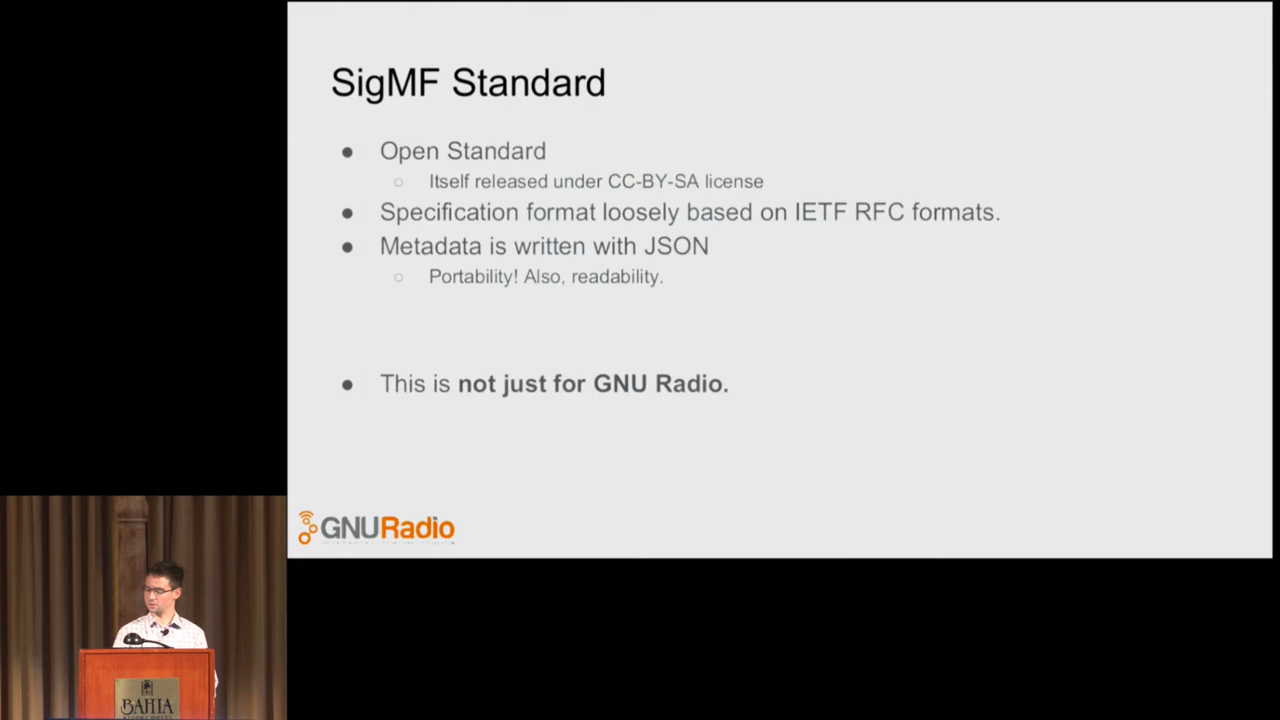 SigMF Standard
● Open Standard
○ Itself released under CC-BY-SA license
● Specification format loosely based on IETF RFC formats.
● Metadata is written with JSON
○ Portability! Also, readability.
● This is not just for GNU Radio.
GNURadio
BAHIA